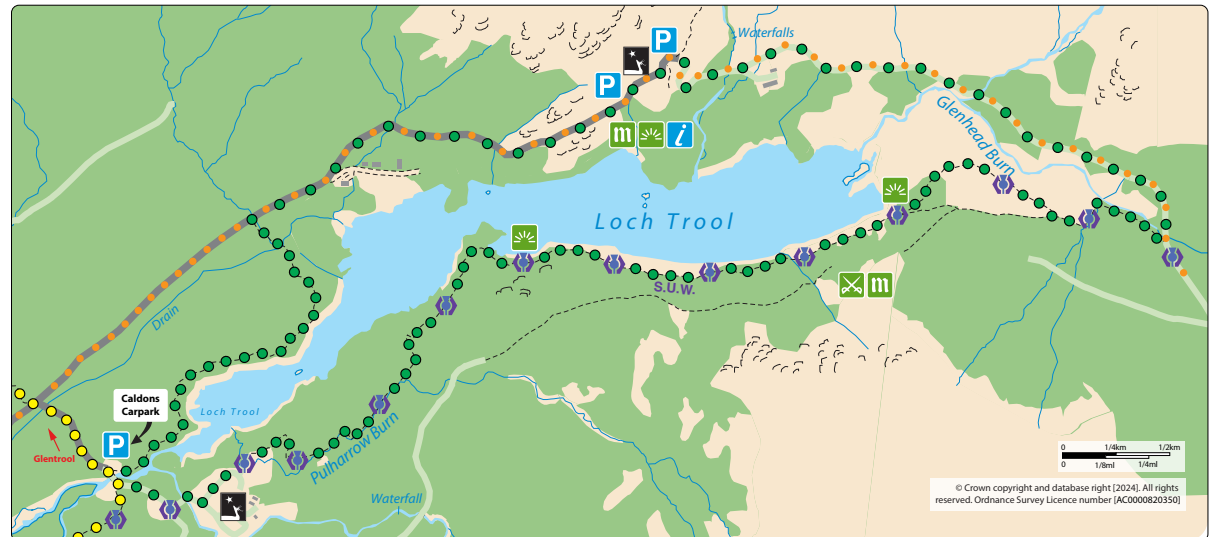 P
Waterfalls
P
m
i
Glenhead Burn
Loch Trool
S.U.W.
m
Drain
Caldons
Carpark
Loch Trool
P
Glentrool
Pulharrow Burn
Waterfall
0 1/4km 1/2km
0 1/8ml 1/4ml
© Crown copyright and database right [2024]. All rights
reserved. Ordnance Survey Licence number [AC0000820350]